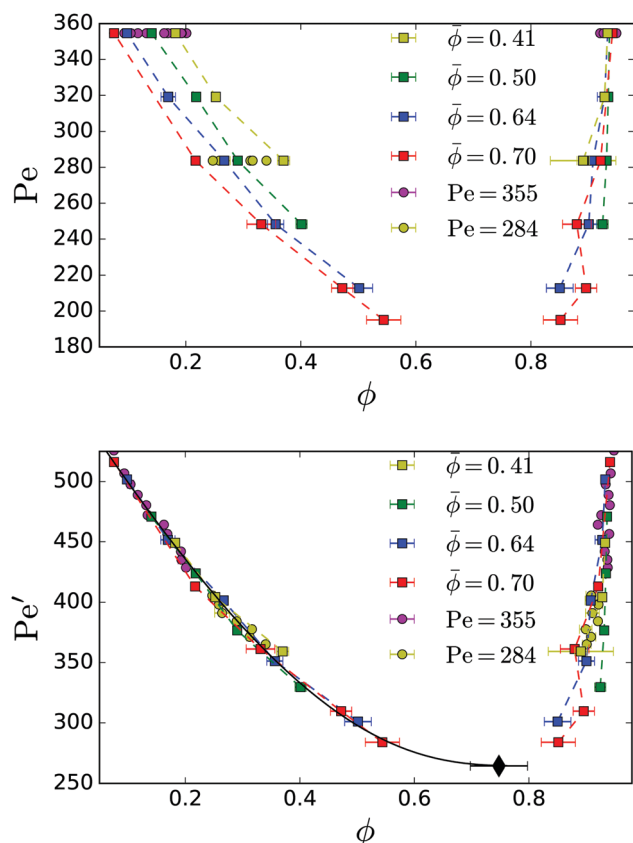 360
340
320
300
280
260
240
220
200
180
Pe
0.2 0.4 0.6 0.8
ϕ
ϕ̄ = 0.41
ϕ̄ = 0.50
ϕ̄ = 0.64
ϕ̄ = 0.70
Pe = 355
Pe = 284
500
450
400
350
300
250
Pe′
0.2 0.4 0.6 0.8
ϕ
ϕ̄ = 0.41
ϕ̄ = 0.50
ϕ̄ = 0.64
ϕ̄ = 0.70
Pe = 355
Pe = 284